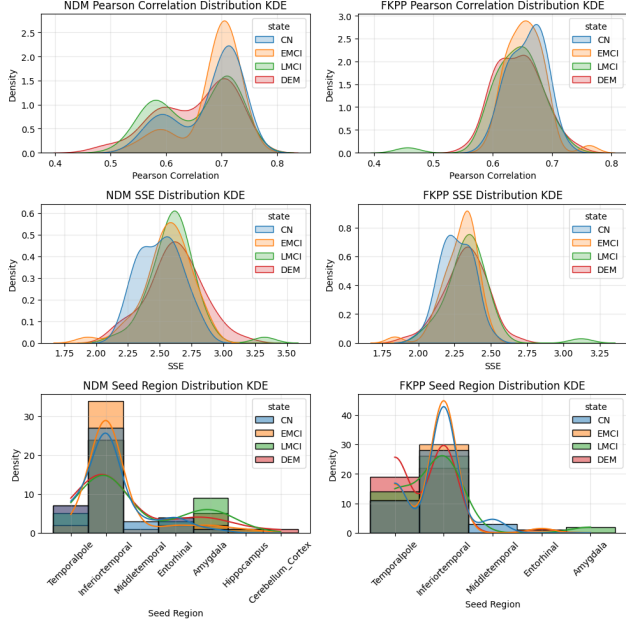 NDM Pearson Correlation Distribution KDE
2.5
2.0
1.5
1.0
0.5
0.0
Density
0.4 0.5 0.6 0.7 0.8
Pearson Correlation
state
CN
EMCI
LMCI
DEM
FKPP Pearson Correlation Distribution KDE
3.0
2.5
2.0
1.5
1.0
0.5
0.0
Density
0.4 0.5 0.6 0.7 0.8
Pearson Correlation
state
CN
EMCI
LMCI
DEM
NDM SSE Distribution KDE
0.6
0.5
0.4
0.3
0.2
0.1
0.0
Density
1.75 2.00 2.25 2.50 2.75 3.00 3.25 3.50
SSE
state
CN
EMCI
LMCI
DEM
FKPP SSE Distribution KDE
0.8
0.6
0.4
0.2
0.0
Density
1.75 2.00 2.25 2.50 2.75 3.00 3.25
SSE
state
CN
EMCI
LMCI
DEM
NDM Seed Region Distribution KDE
30
20
10
0
Density
Temporalpole
Inferiortemporal
Middletemporal
Entorhinal
Amygdala
Hippocampus
Cerebellum_Cortex
Seed Region
state
CN
EMCI
LMCI
DEM
FKPP Seed Region Distribution KDE
40
30
20
10
0
Density
Temporalpole
Inferiortemporal
Middletemporal
Entorhinal
Amygdala
Seed Region
state
CN
EMCI
LMCI
DEM